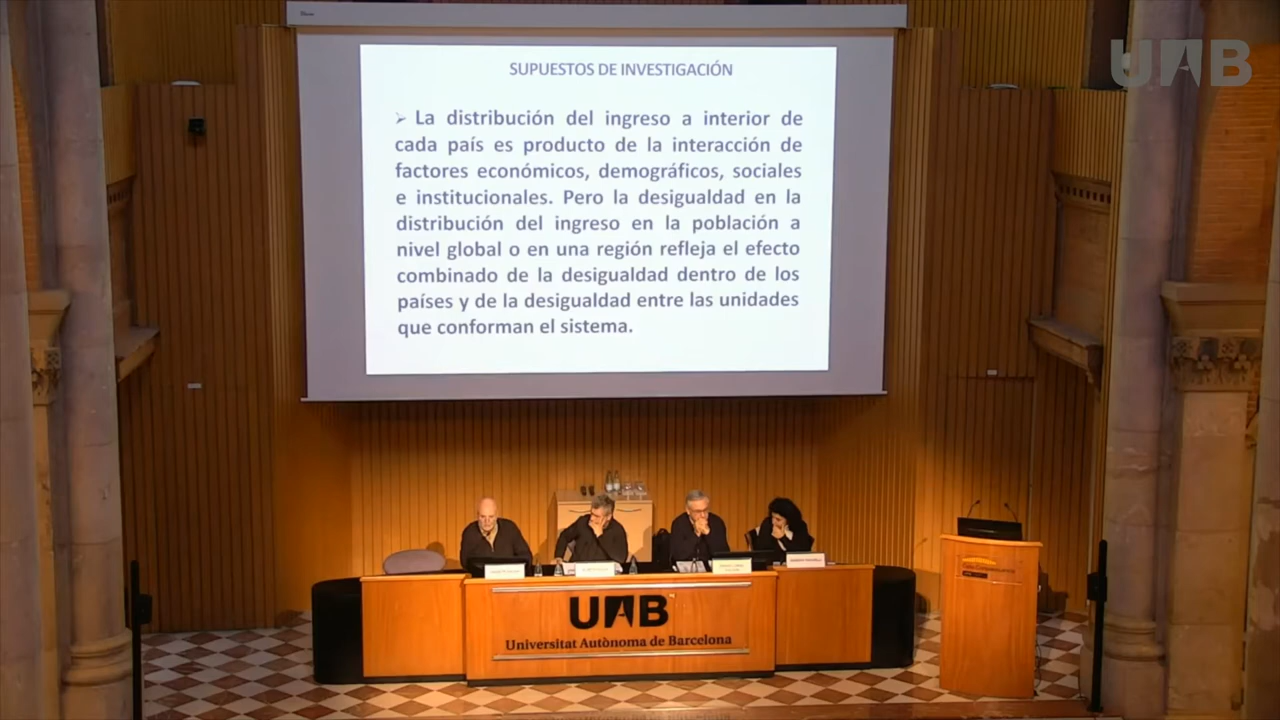 UAB
SUPUESTOS DE INVESTIGACIÓN
➢ La distribución del ingreso a interior de
cada país es producto de la interacción de
factores económicos, demográficos, sociales
e institucionales. Pero la desigualdad en la
distribución del ingreso en la población a
nivel global o en una región refleja el efecto
combinado de la desigualdad dentro de los
países y de la desigualdad entre las unidades
que conforman el sistema.
UAB
Universitat Autònoma de Barcelona